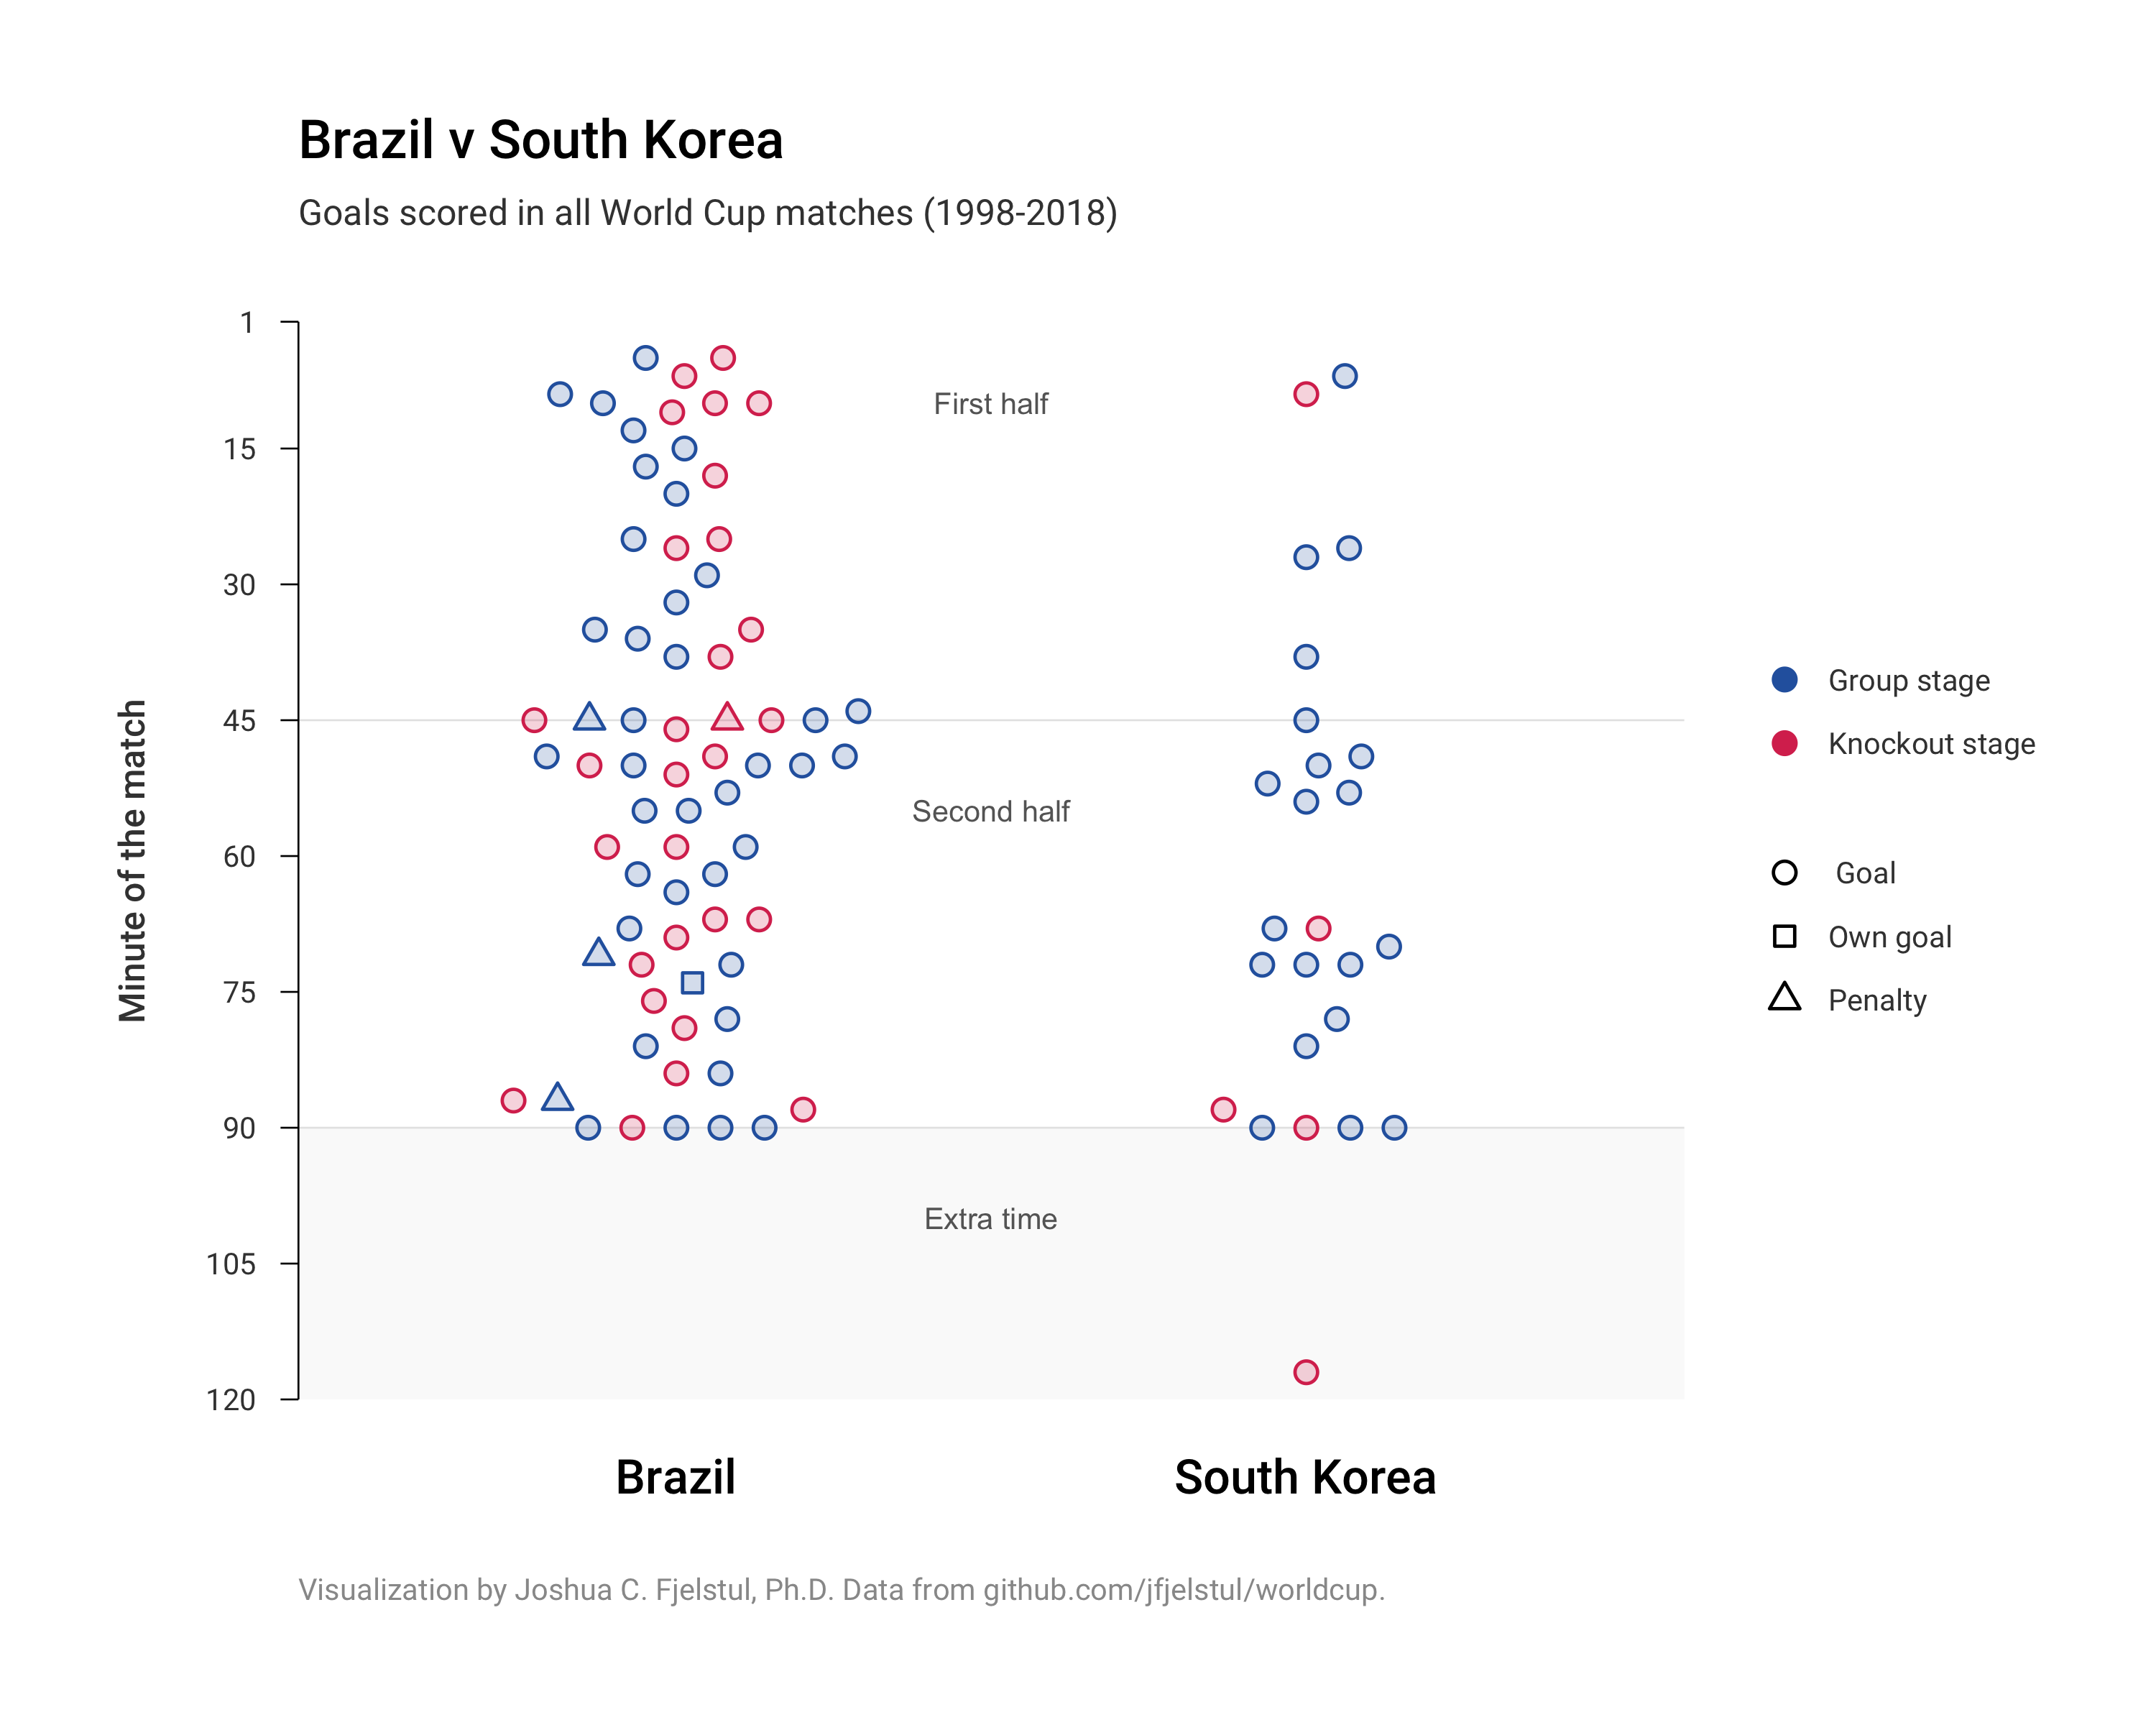 Brazil v South Korea
Goals scored in all World Cup matches (1998-2018)
1
First half
15
30
45
Second half
60
75
90
Extra time
105
120
Minute of the match
Group stage
Knockout stage
Goal
Own goal
Penalty
Brazil
South Korea
Visualization by Joshua C. Fjelstul, Ph.D. Data from github.com/jfjelstul/worldcup.